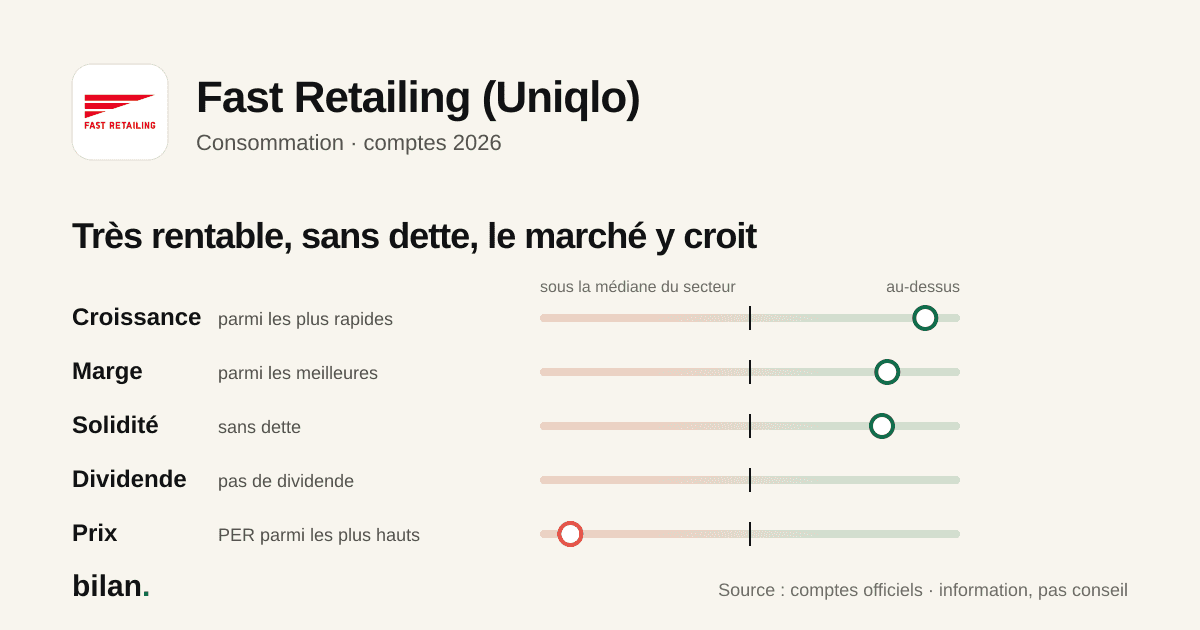 FAST RETAILING
Fast Retailing (Uniqlo)
Consommation · comptes 2026
Très rentable, sans dette, le marché y croit
sous la médiane du secteur au-dessus
Croissance parmi les plus rapides
Marge parmi les meilleures
Solidité sans dette
Dividende pas de dividende
Prix PER parmi les plus hauts
bilan.
Source : comptes officiels · information, pas conseil